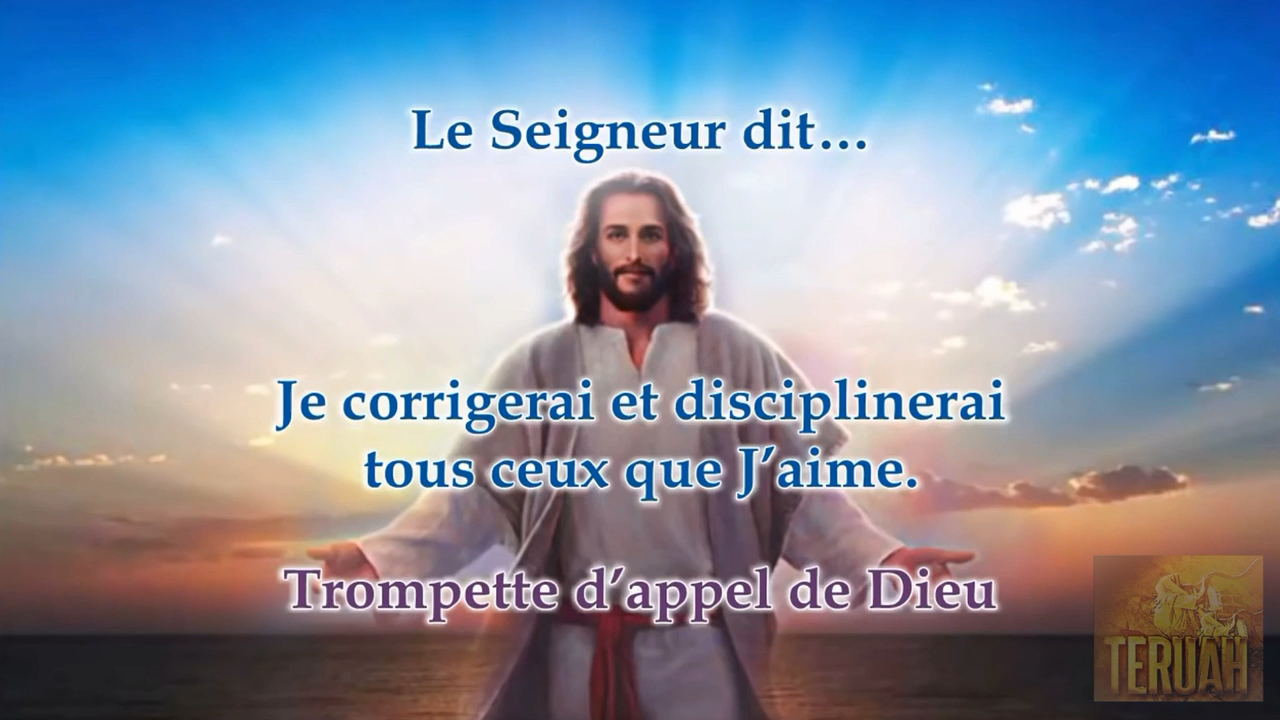 Le Seigneur dit…
Je corrigerai et disciplinerai
tous ceux que J’aime.
Trompette d’appel de Dieu
TERUAH